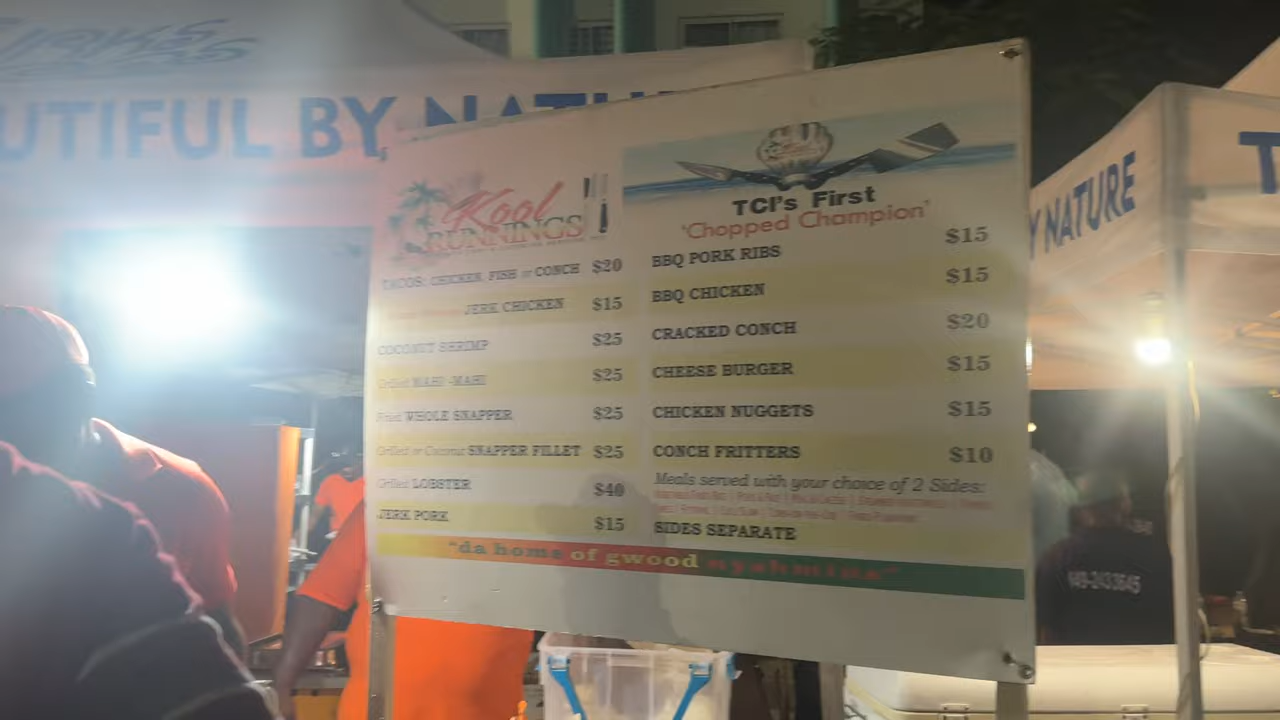 UTIFUL BY NATU
Kool
RUNNINGS
TACOS: CHICKEN, FISH or CONCH $20
JERK CHICKEN $15
COCONUT SHRIMP $25
Grilled MAHI -MAHI $25
Fried WHOLE SNAPPER $25
Grilled or Coconut SNAPPER FILLET $25
Grilled LOBSTER $40
JERK PORK $15
TCI's First
'Chopped Champion'
BBQ PORK RIBS $15
BBQ CHICKEN $15
CRACKED CONCH $20
CHEESE BURGER $15
CHICKEN NUGGETS $15
CONCH FRITTERS $10
Meals served with your choice of 2 Sides:
SIDES SEPARATE
"da home of gwood nyahmins"
Y NATURE
T